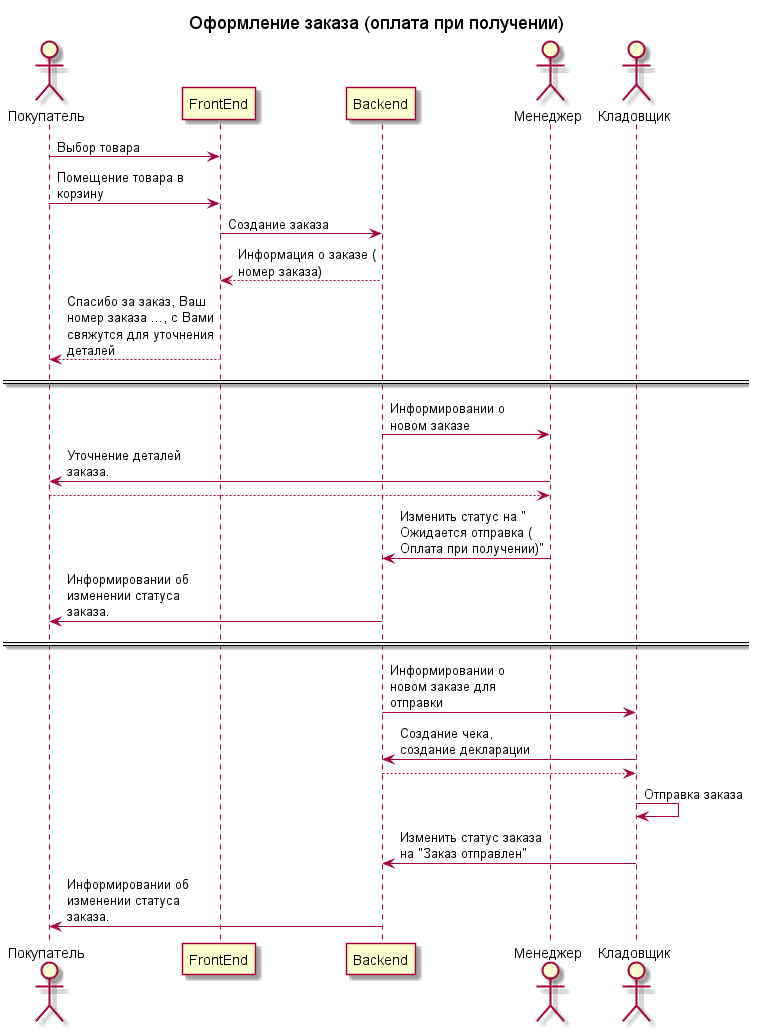 Оформление заказа (оплата при получении)
Покупатель
FrontEnd
Backend
Менеджер
Кладовщик
Выбор товара
Помещение товара в
корзину
Создание заказа
Информация о заказе (
номер заказа)
Спасибо за заказ, Ваш
номер заказа ..., с Вами
свяжутся для уточнения
деталей
Информировании о
новом заказе
Уточнение деталей
заказа.
Изменить статус на "
Ожидается отправка (
Оплата при получении)"
Информировании об
изменении статуса
заказа.
Информировании о
новом заказе для
отправки
Создание чека,
создание декларации
Отправка заказа
Изменить статус заказа
на "Заказ отправлен"
Информировании об
изменении статуса
заказа.
Покупатель
FrontEnd
Backend
Менеджер
Кладовщик